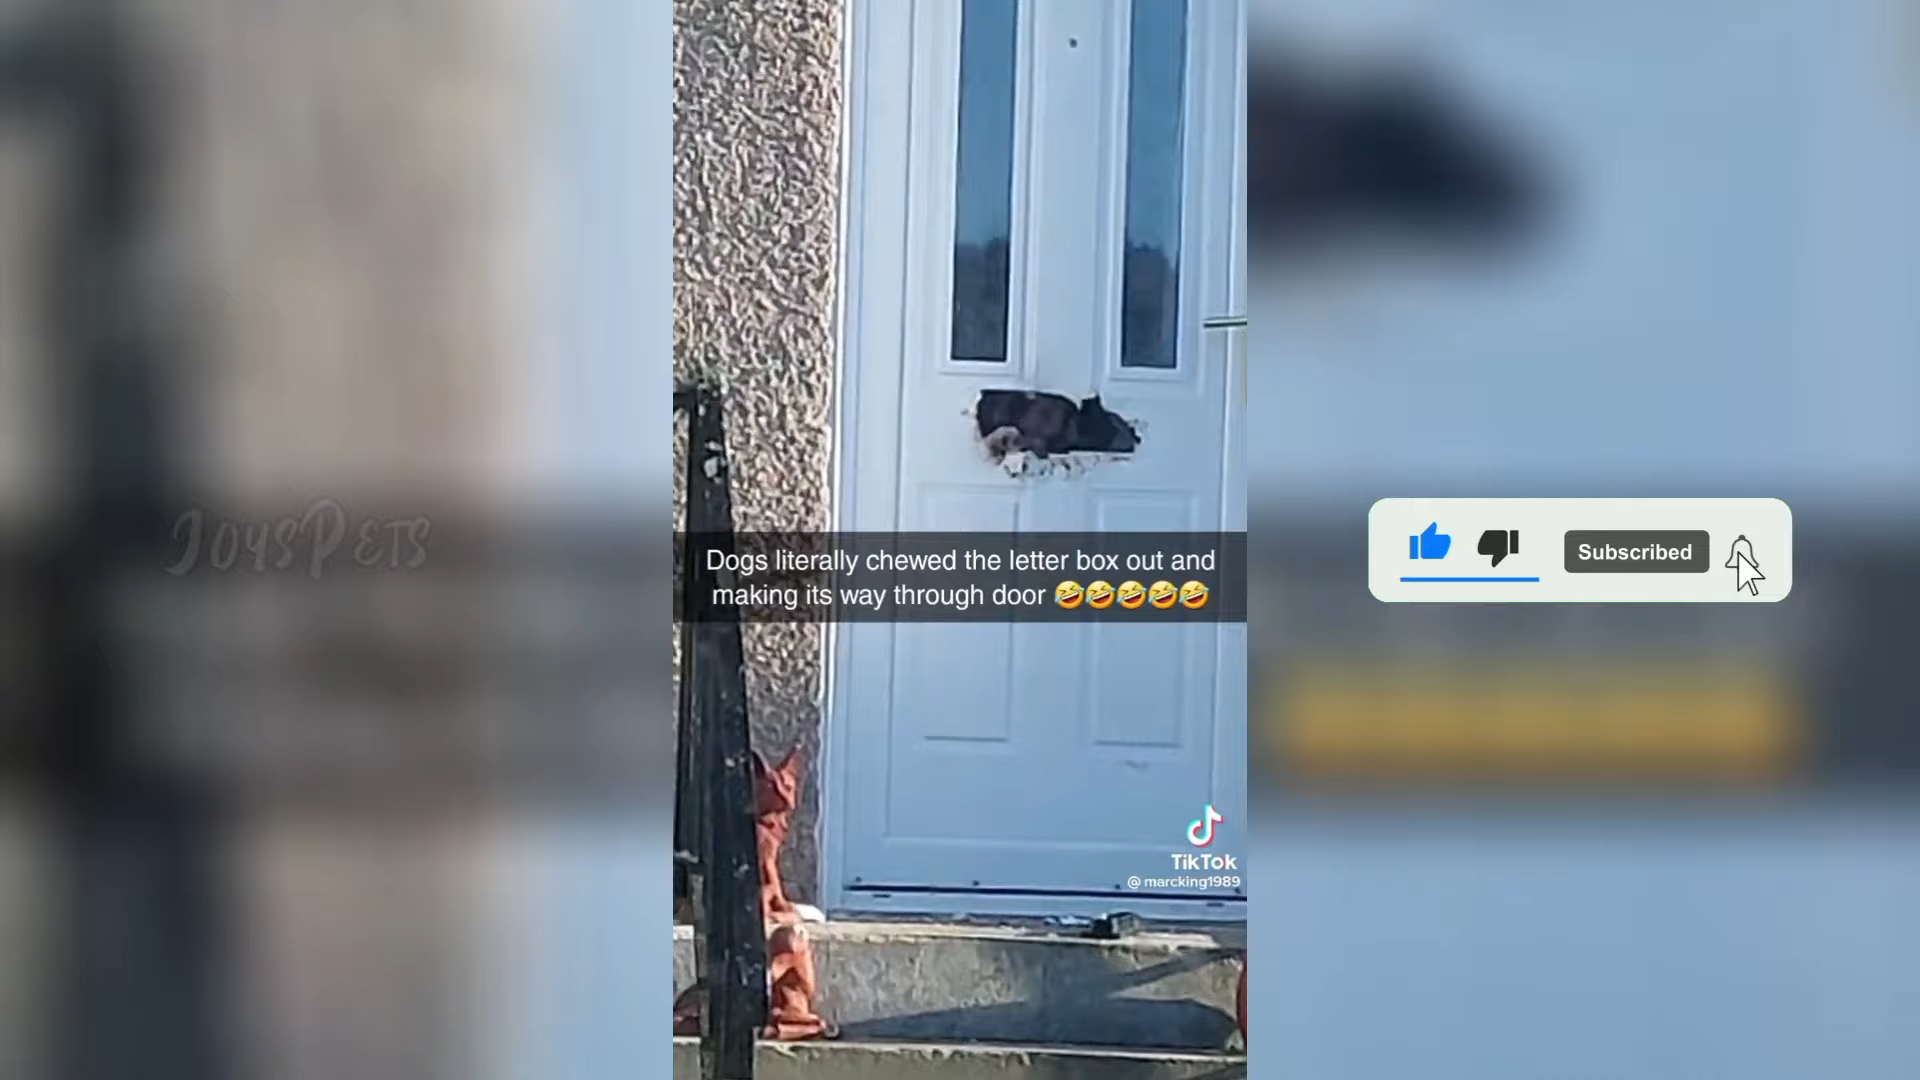 JoysPets
Dogs literally chewed the letter box out and
making its way through door 🤣🤣🤣🤣🤣
Subscribed
TikTok
@marcking1989